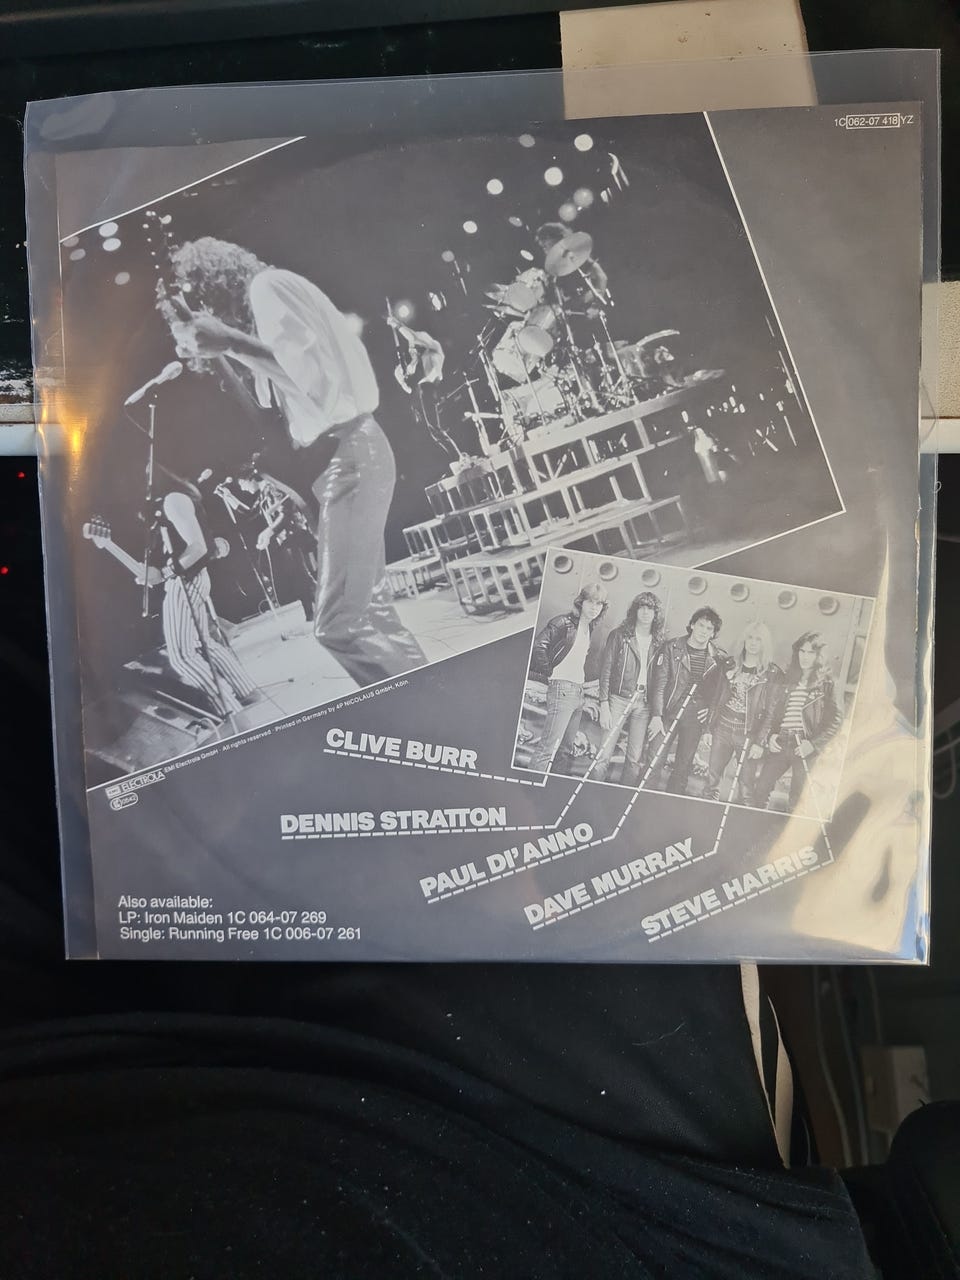 1C 062-07 418 YZ
EMI ELECTROLA EMI Electrola GmbH · All rights reserved · Printed in Germany by 4P NICOLAUS GmbH, Köln
CLIVE BURR
DENNIS STRATTON
PAUL DI'ANNO
DAVE MURRAY
STEVE HARRIS
Also available:
LP: Iron Maiden 1C 064-07 269
Single: Running Free 1C 006-07 261